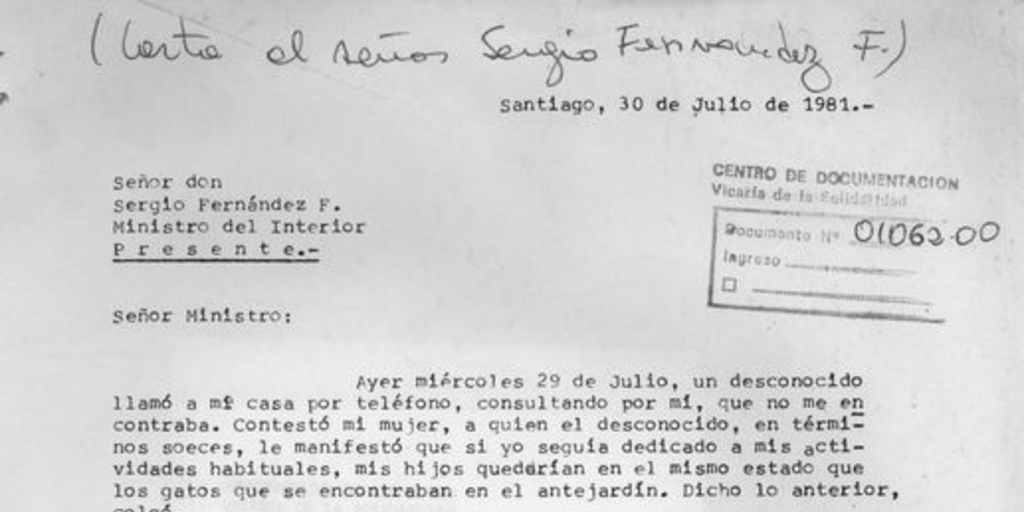 (Carta al señor Sergio Fernandez F.)
Santiago, 30 de Julio de 1981.-
CENTRO DE DOCUMENTACION
Vicaría de la Solidaridad
Documento Nº 01062.00
Ingreso
Señor don
Sergio Fernández F.
Ministro del Interior
P r e s e n t e.-
Señor Ministro:
Ayer miércoles 29 de Julio, un desconocido
llamó a mi casa por teléfono, consultando por mí, que no me en
contraba. Contestó mi mujer, a quien el desconocido, en térmi-
nos soeces, le manifestó que si yo seguía dedicado a mis acti-
vidades habituales, mis hijos quedarían en el mismo estado que
los gatos que se encontraban en el antejardín. Dicho lo anterior,
colgó